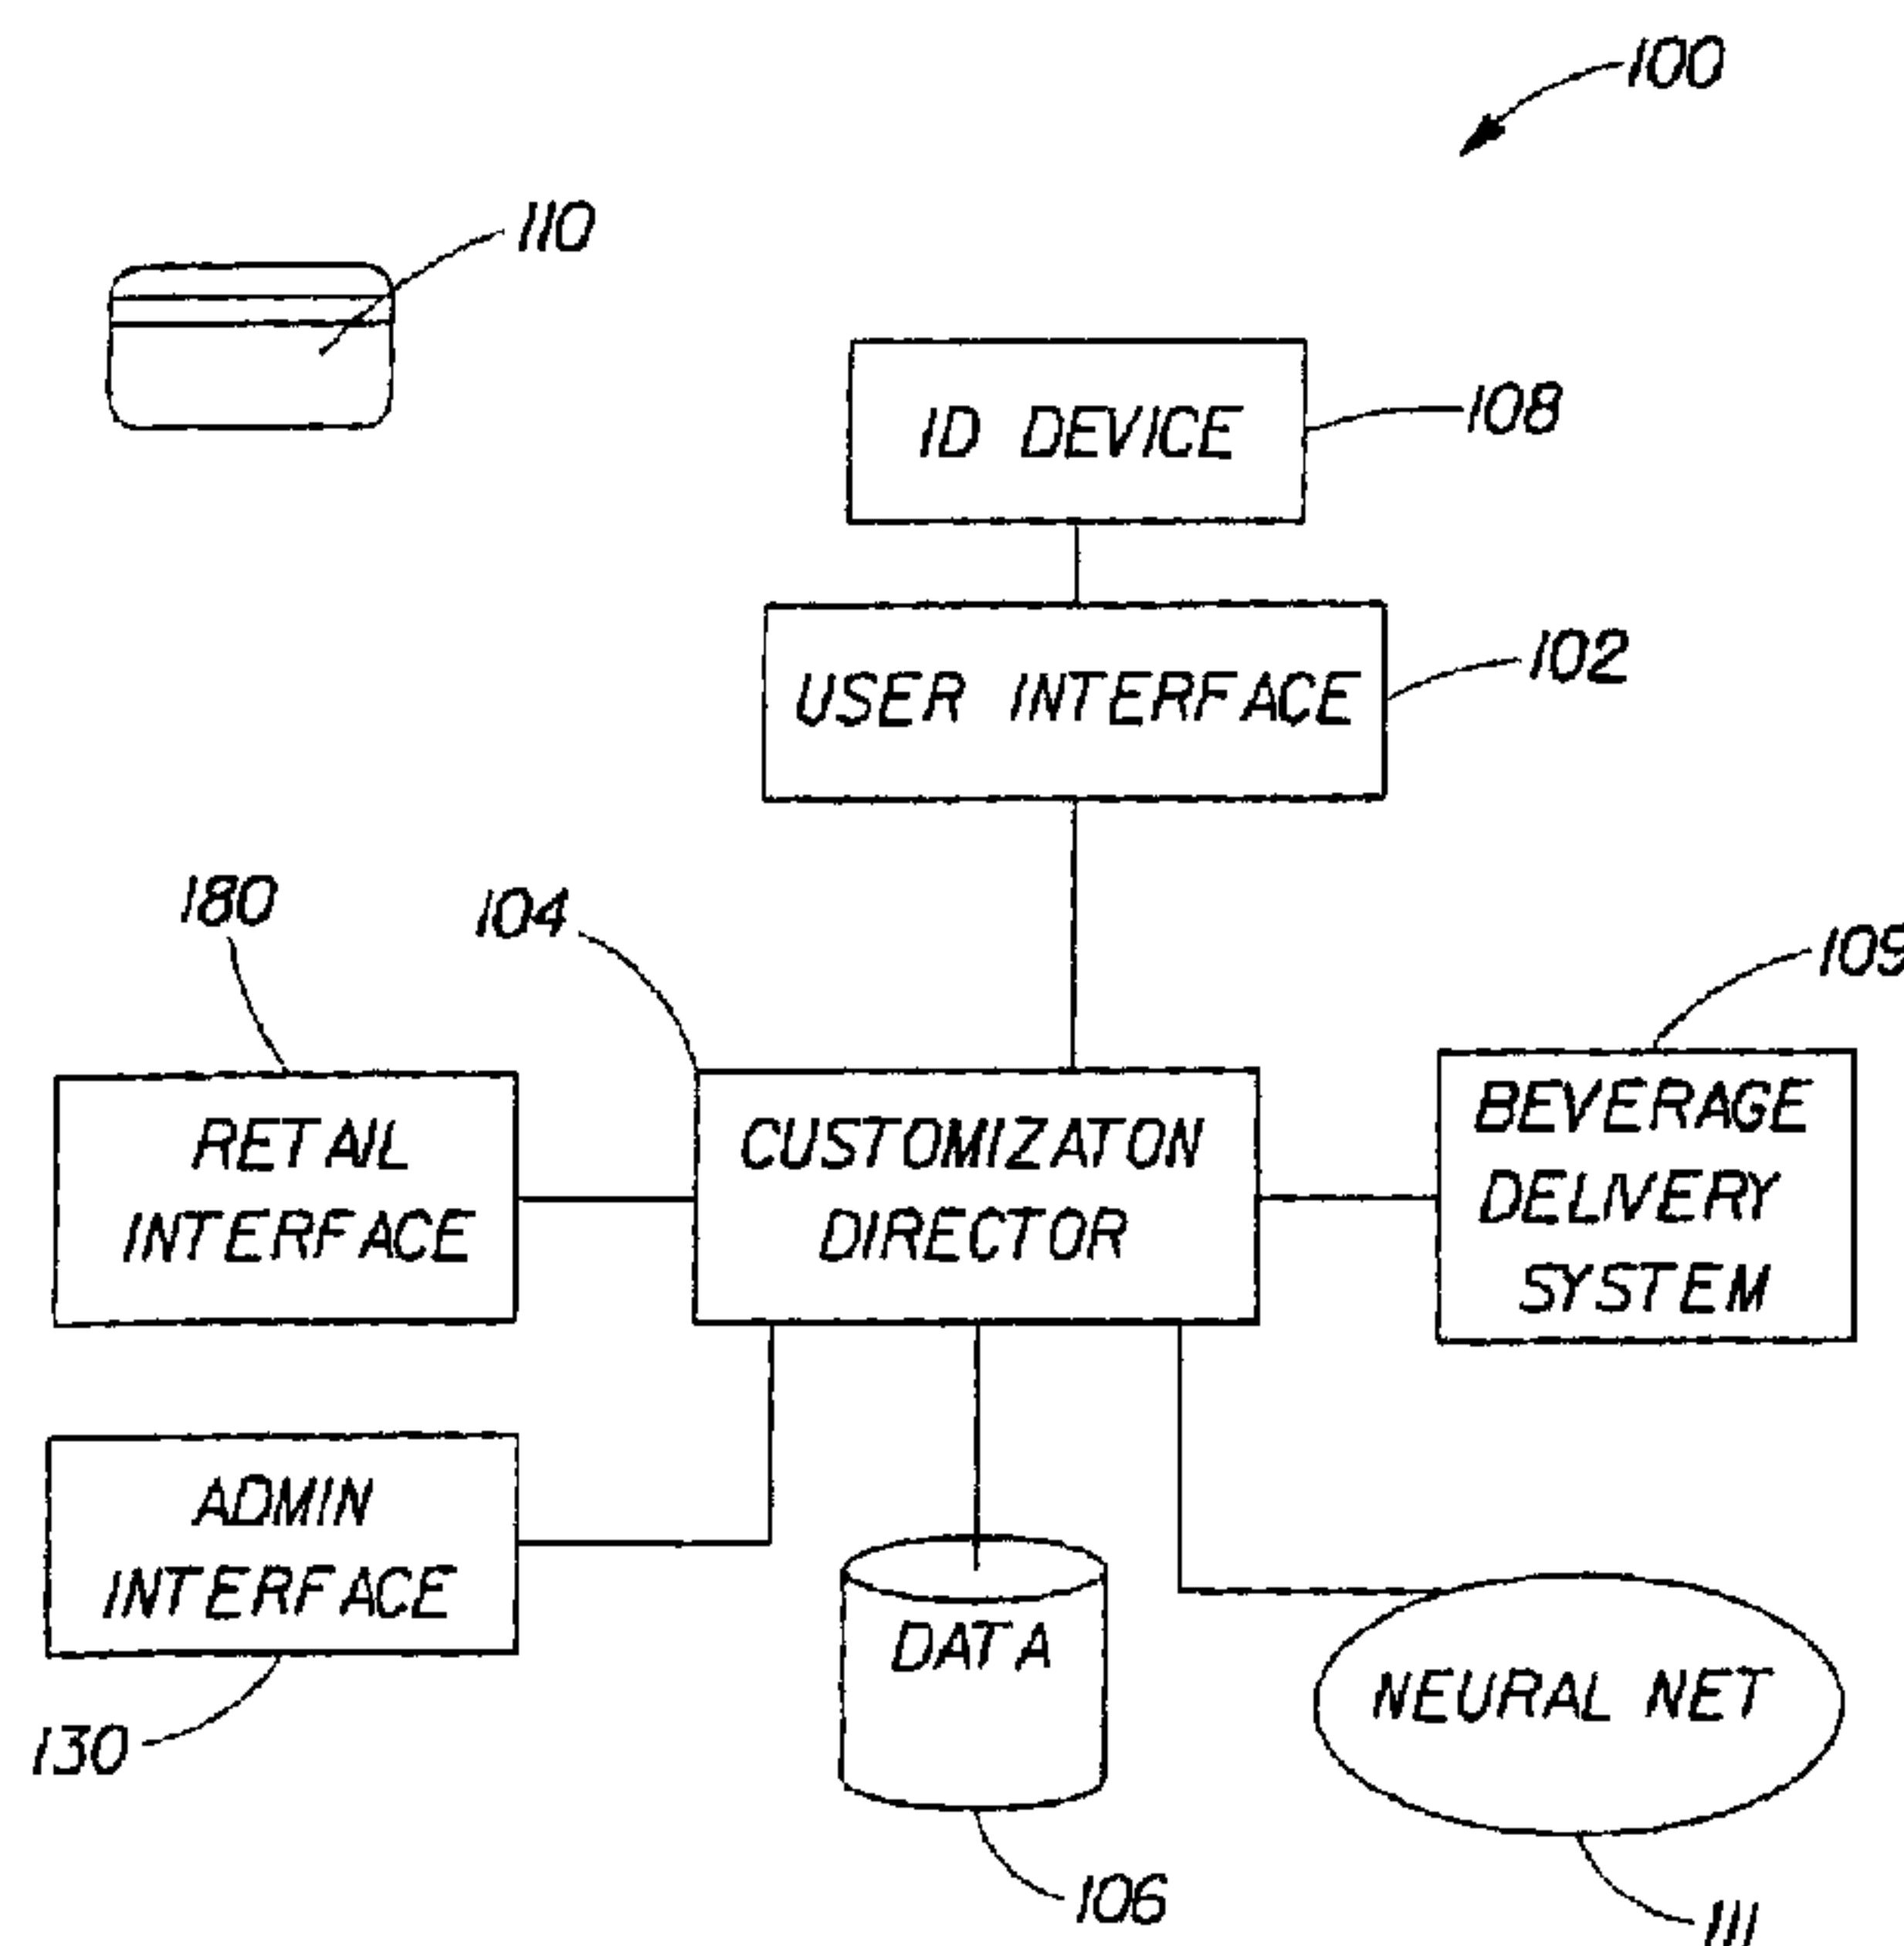 100
110
ID DEVICE
108
USER INTERFACE
102
180
104
109
RETAIL
INTERFACE
CUSTOMIZATON
DIRECTOR
BEVERAGE
DELIVERY
SYSTEM
ADMIN
INTERFACE
130
DATA
106
NEURAL NET
111